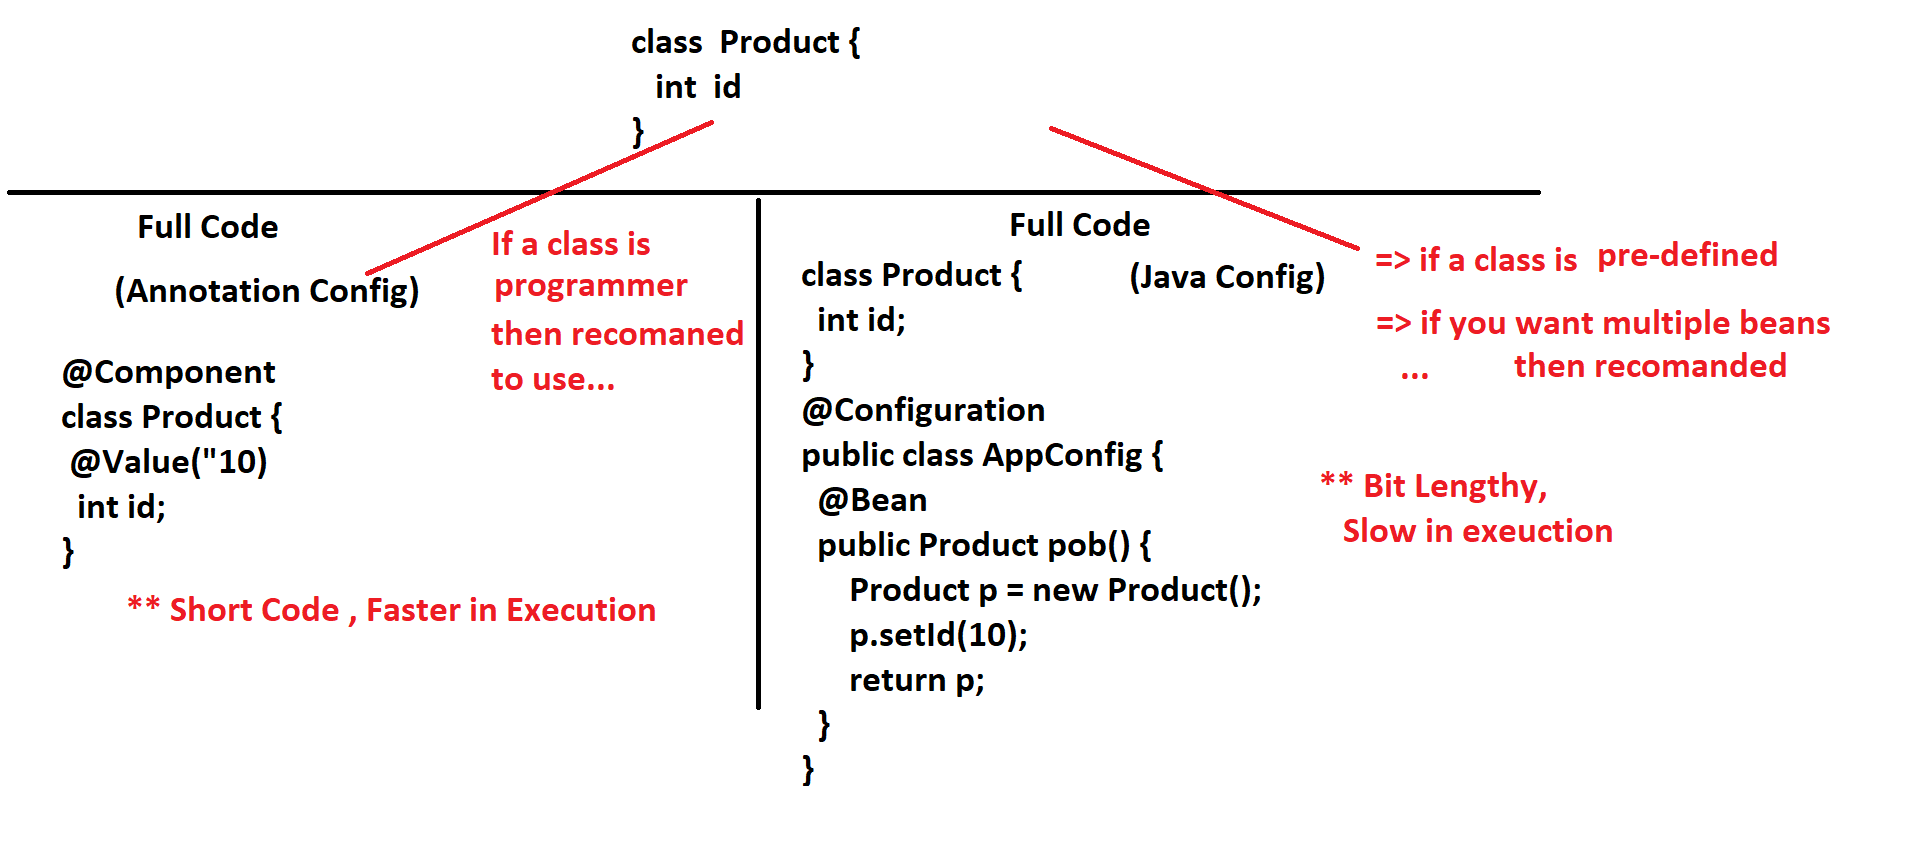 class  Product {
int  id
}
Full Code
(Annotation Config)
If a class is
programmer
then recomaned
to use...
@Component
class Product {
@Value("10)
int id;
}
** Short Code , Faster in Execution
Full Code
class Product {
(Java Config)
int id;
}
@Configuration
public class AppConfig {
@Bean
public Product pob() {
Product p = new Product();
p.setId(10);
return p;
}
}
=> if a class is pre-defined
=> if you want multiple beans
... then recomanded
** Bit Lengthy,
Slow in exeuction